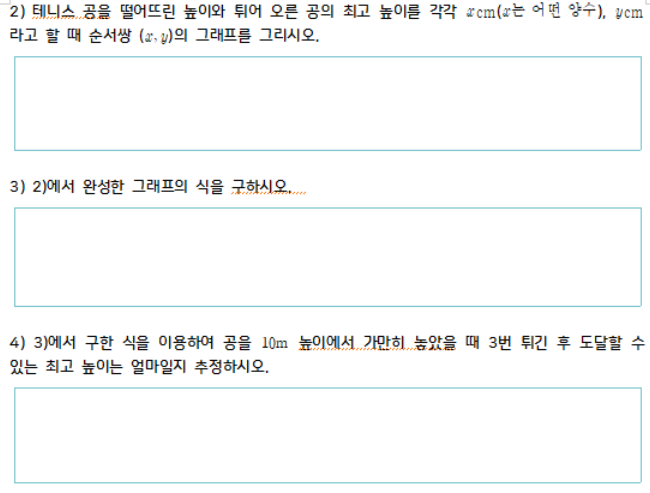 2) 테니스 공을 떨어뜨린 높이와 튀어 오른 공의 최고 높이를 각각 xcm(x는 어떤 양수), ycm
라고 할 때 순서쌍 (x, y)의 그래프를 그리시오.
3) 2)에서 완성한 그래프의 식을 구하시오.
4) 3)에서 구한 식을 이용하여 공을 10m 높이에서 가만히 놓았을 때 3번 튀긴 후 도달할 수
있는 최고 높이는 얼마일지 추정하시오.